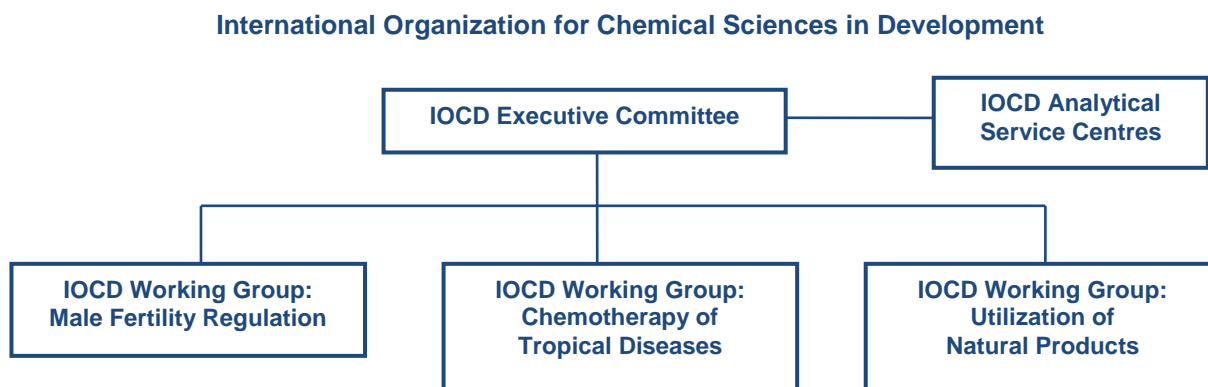 International Organization for Chemical Sciences in Development
IOCD Executive Committee
IOCD Analytical
Service Centres
IOCD Working Group:
Male Fertility Regulation
IOCD Working Group:
Chemotherapy of
Tropical Diseases
IOCD Working Group:
Utilization of
Natural Products